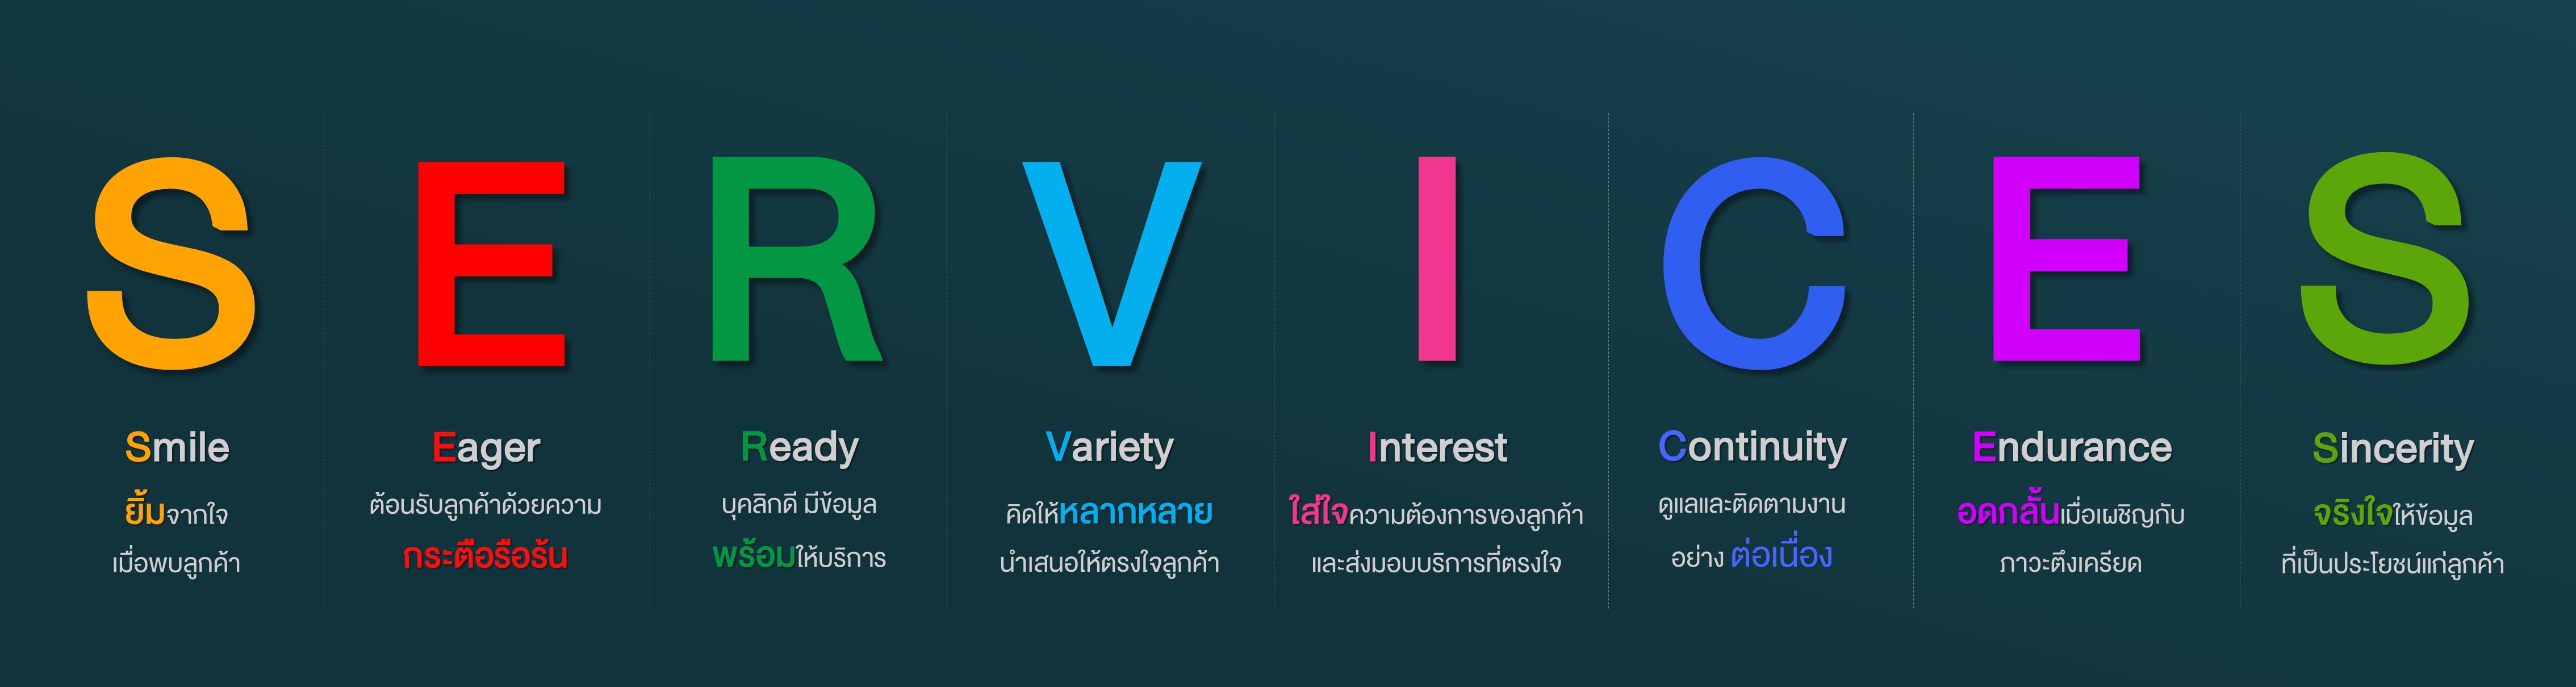 S
Smile
ยิ้มจากใจ
เมื่อพบลูกค้า
E
Eager
ต้อนรับลูกค้าด้วยความ
กระตือรือร้น
R
Ready
บุคลิกดี มีข้อมูล
พร้อมให้บริการ
V
Variety
คิดให้หลากหลาย
นำเสนอให้ตรงใจลูกค้า
I
Interest
ใส่ใจความต้องการของลูกค้า
และส่งมอบบริการที่ตรงใจ
C
Continuity
ดูแลและติดตามงาน
อย่าง ต่อเนื่อง
E
Endurance
อดกลั้นเมื่อเผชิญกับ
ภาวะตึงเครียด
S
Sincerity
จริงใจให้ข้อมูล
ที่เป็นประโยชน์แก่ลูกค้า